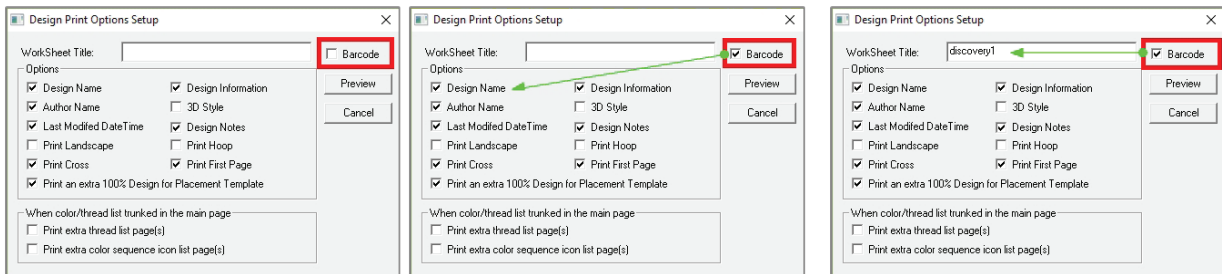 Design Print Options Setup
WorkSheet Title:
Barcode
Options
Design Name
Design Information
Preview
Author Name
3D Style
Cancel
Last Modifed DateTime
Design Notes
Print Landscape
Print Hoop
Print Cross
Print First Page
Print an extra 100% Design for Placement Template
When color/thread list trunked in the main page
Print extra thread list page(s)
Print extra color sequence icon list page(s)
Design Print Options Setup
WorkSheet Title:
Barcode
Options
Design Name
Design Information
Preview
Author Name
3D Style
Cancel
Last Modifed DateTime
Design Notes
Print Landscape
Print Hoop
Print Cross
Print First Page
Print an extra 100% Design for Placement Template
When color/thread list trunked in the main page
Print extra thread list page(s)
Print extra color sequence icon list page(s)
Design Print Options Setup
WorkSheet Title:
discovery1
Barcode
Options
Design Name
Design Information
Preview
Author Name
3D Style
Cancel
Last Modifed DateTime
Design Notes
Print Landscape
Print Hoop
Print Cross
Print First Page
Print an extra 100% Design for Placement Template
When color/thread list trunked in the main page
Print extra thread list page(s)
Print extra color sequence icon list page(s)